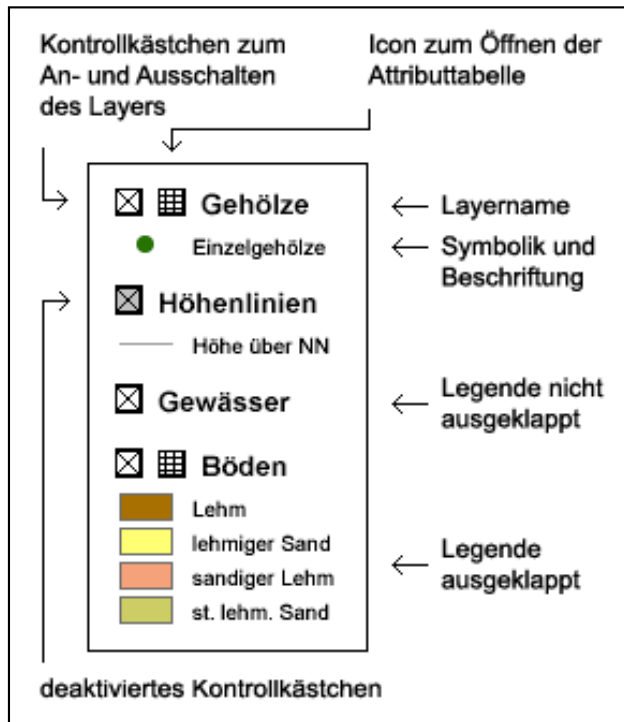 Kontrollkästchen zum
An- und Ausschalten
des Layers
Icon zum Öffnen der
Attributtabelle
Gehölze
Einzelgehölze
Höhenlinien
Höhe über NN
Gewässer
Böden
Lehm
lehmiger Sand
sandiger Lehm
st. lehm. Sand
Layername
Symbolik und
Beschriftung
Legende nicht
ausgeklappt
Legende
ausgeklappt
deaktiviertes Kontrollkästchen